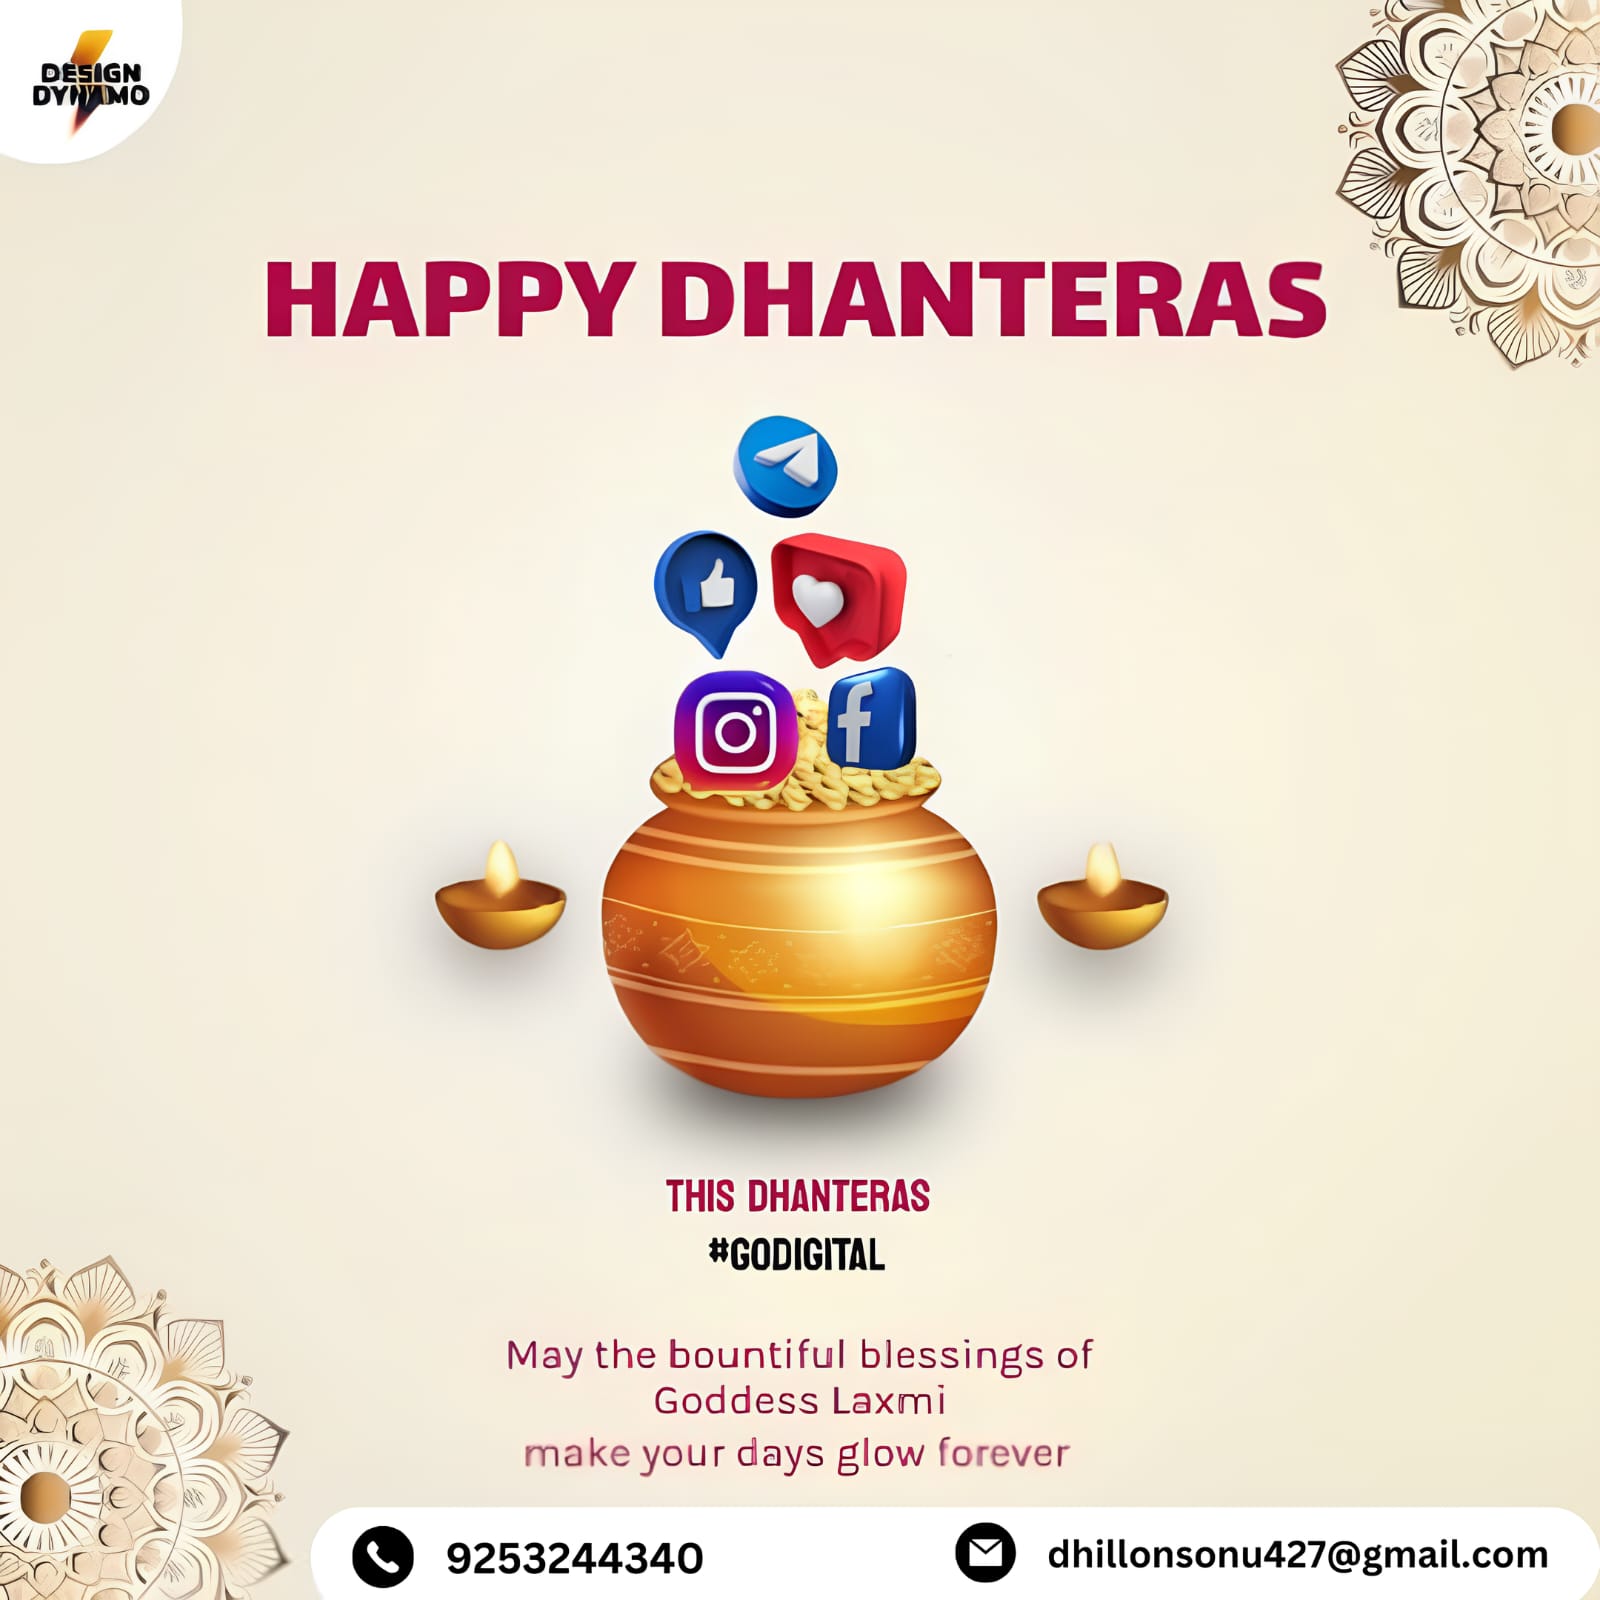 DESIGN
DYNAMO
HAPPY DHANTERAS
THIS DHANTERAS
#GODIGITAL
May the bountiful blessings of
Goddess Laxmi
make your days glow forever
9253244340
dhillonsonu427@gmail.com